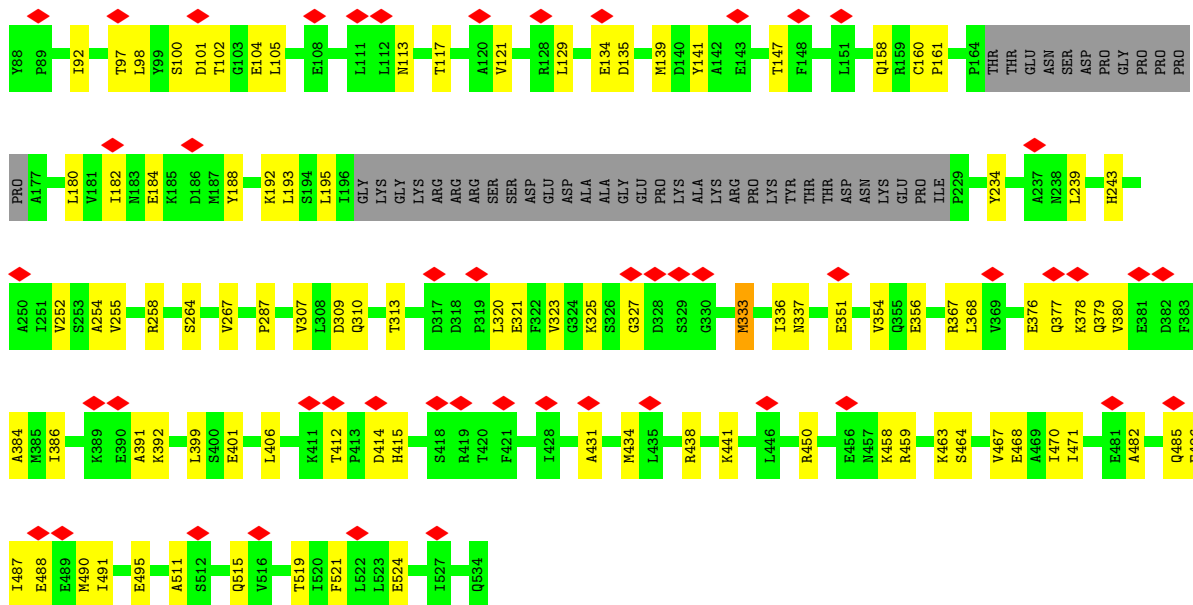 Y88 P89 I92 T97 L98 Y99 S100 D101 T102 G103 E104 L105 E108 L111 L112 N113 T117 A120 V121 R128 L129 E134 D135 M139 D140 Y141 A142 E143 T147 F148 L151 Q158 R159 C160 P161 P164 THR THR GLU ASN SER ASP PRO GLY PRO PRO PRO
PRO A177 L180 V181 I182 N183 E184 K185 D186 M187 Y188 K192 L193 S194 L195 I196 GLY LYS GLY LYS ARG ARG ARG SER SER ASP GLU ASP ALA ALA GLY GLU PRO LYS ALA LYS ARG PRO LYS TYR THR THR ASP ASN LYS GLU PRO ILE P229 Y234 A237 N238 L239 H243
A250 I251 V252 S253 A254 V255 R258 S264 V267 P287 V307 L308 D309 Q310 T313 D317 D318 P319 L320 E321 F322 V323 G324 K325 S326 G327 D328 S329 G330 M333 I336 N337 E351 V354 Q355 E356 R367 L368 V369 E376 Q377 K378 Q379 V380 E381 D382 F383
A384 M385 I386 K389 E390 A391 K392 L399 S400 E401 L406 K411 T412 P413 D414 H415 S418 R419 T420 F421 I428 A431 M434 L435 R438 K441 L446 R450 E456 N457 K458 R459 K463 S464 V467 E468 A469 I470 I471 E481 A482 Q485 E486
I487 E488 E489 M490 I491 E495 A511 S512 Q515 V516 T519 I520 F521 L522 L523 E524 I527 Q534